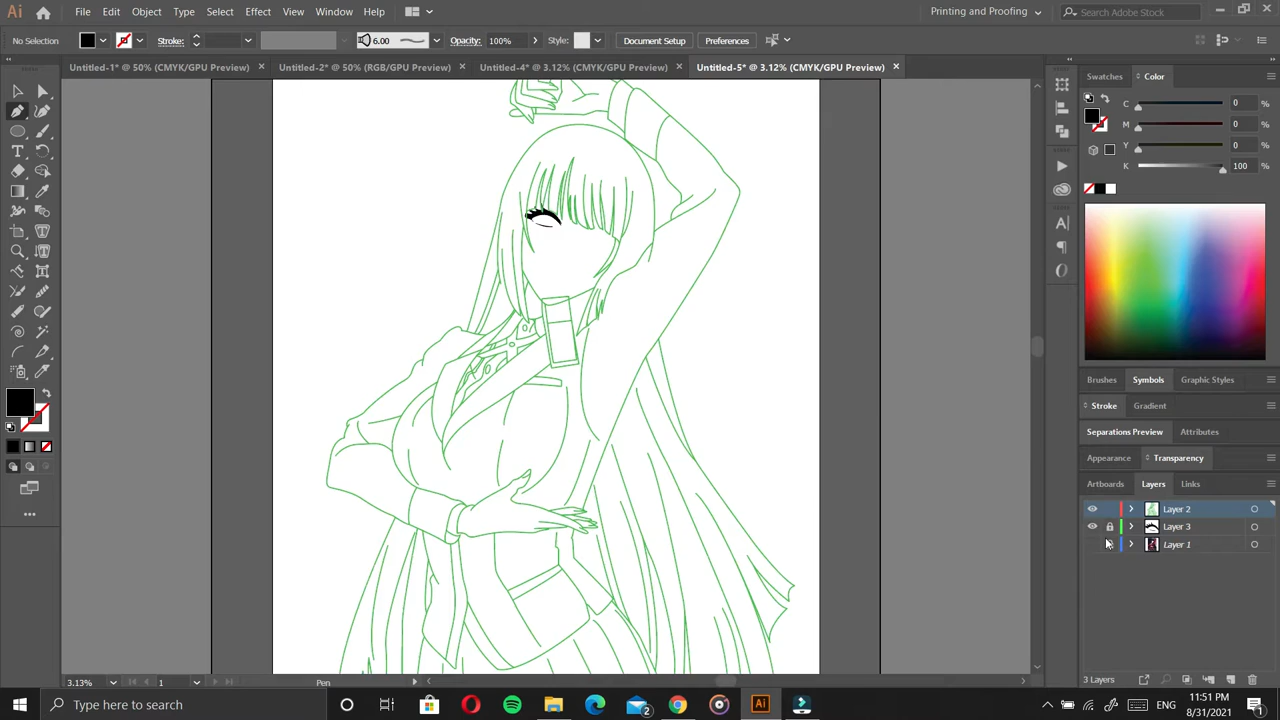 Ai
File Edit Object Type Select Effect View Window Help
Printing and Proofing
Search Adobe Stock
No Selection
Stroke:
6.00
Opacity: 100%
Style:
Document Setup
Preferences
Untitled-1* @ 50% (CMYK/GPU Preview)
Untitled-2* @ 50% (RGB/GPU Preview)
Untitled-4* @ 3.12% (CMYK/GPU Preview)
Untitled-5* @ 3.12% (CMYK/GPU Preview)
Swatches Color
C 0 %
M 0 %
Y 0 %
K 100 %
Brushes Symbols Graphic Styles
Stroke Gradient
Separations Preview Attributes
Appearance Transparency
Artboards Layers Links
Layer 2
Layer 3
Layer 1
3 Layers
3.13% 1 Pen
Type here to search
2
Ai
ENG
11:51 PM
8/31/2021
1